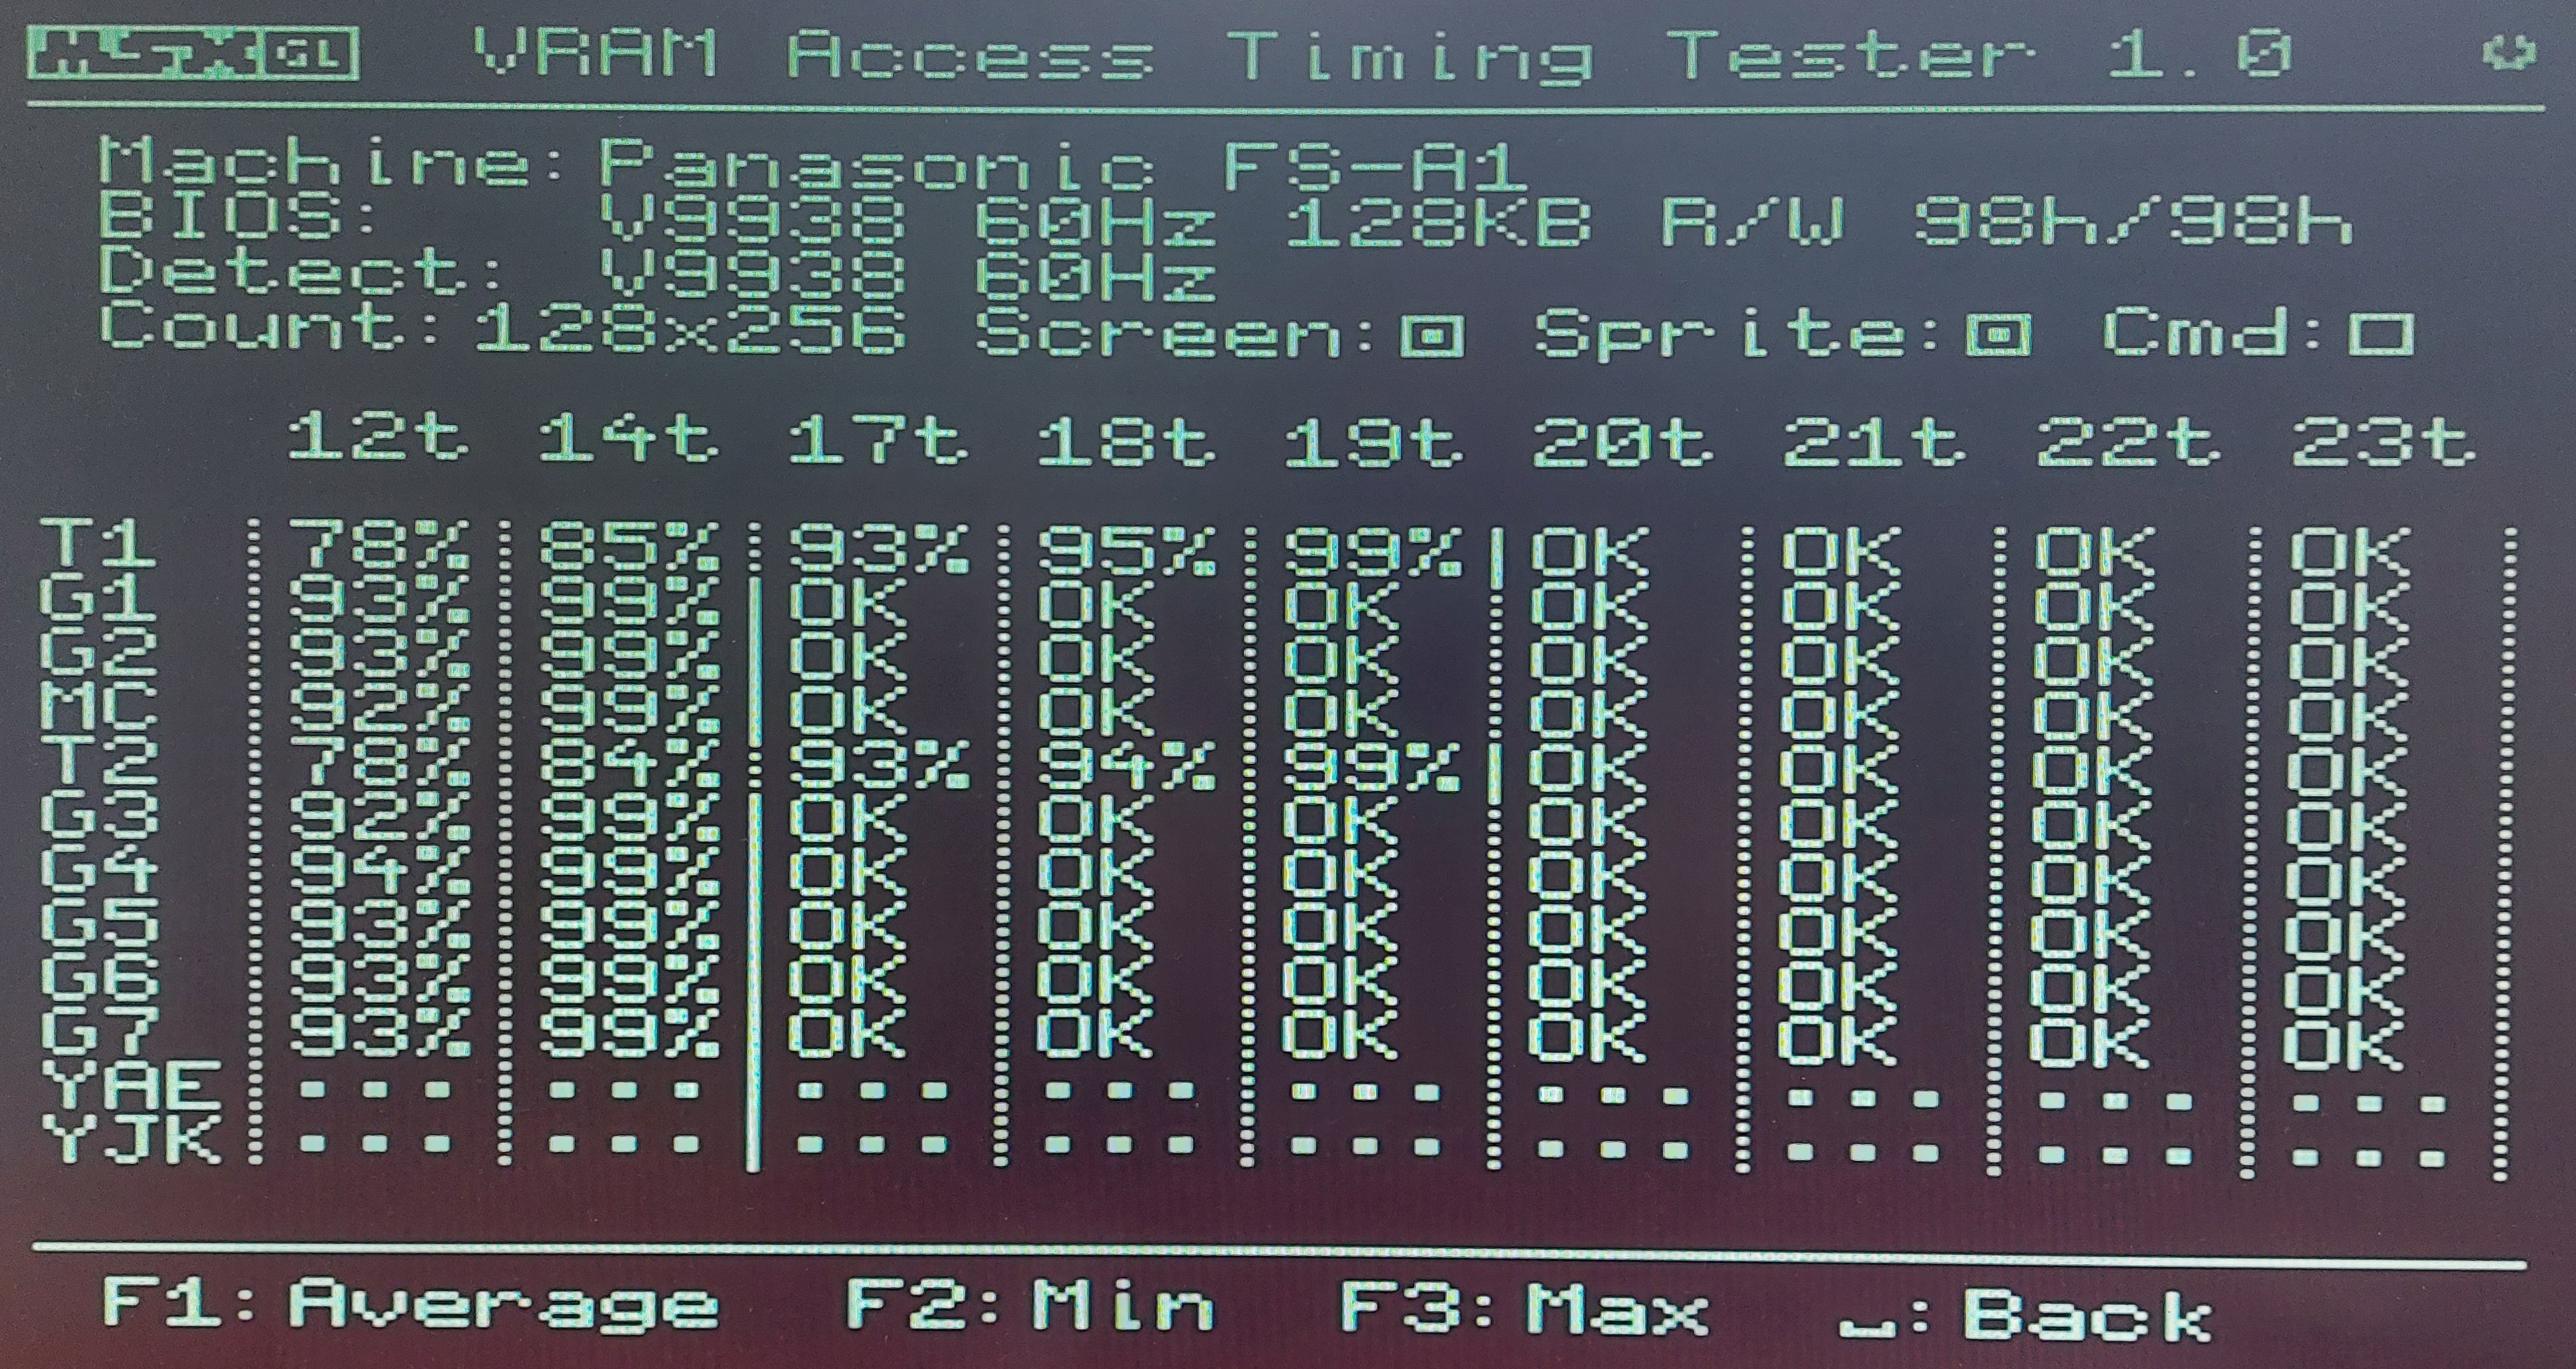 MSX GL VRAM Access Timing Tester 1.0
Machine: Panasonic FS-A1
BIOS: V9938 60Hz 128KB R/W 98h/98h
Detect: V9938 60Hz
Count: 128x256 Screen: Sprite: Cmd:
12t 14t 17t 18t 19t 20t 21t 22t 23t
T1 78% 85% 93% 95% 99% OK OK OK OK
G1 93% 99% OK OK OK OK OK OK OK
G2 93% 99% OK OK OK OK OK OK OK
MC 92% 99% OK OK OK OK OK OK OK
T2 78% 84% 93% 94% 99% OK OK OK OK
G3 92% 99% OK OK OK OK OK OK OK
G4 94% 99% OK OK OK OK OK OK OK
G5 93% 99% OK OK OK OK OK OK OK
G6 93% 99% OK OK OK OK OK OK OK
G7 93% 99% OK OK OK OK OK OK OK
YAE ... ... ... ... ... ... ... ... ...
YJK ... ... ... ... ... ... ... ... ...
F1:Average F2:Min F3:Max ␣:Back